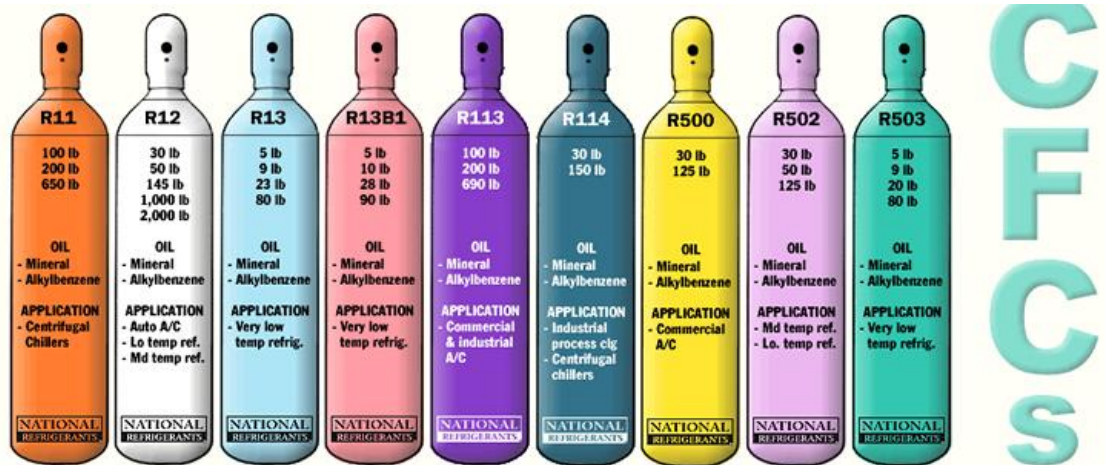 R11
100 lb
200 lb
650 lb
OIL
- Mineral
- Alkylbenzene
APPLICATION
- Centrifugal
Chillers
NATIONAL
REFRIGERANTS
R12
30 lb
50 lb
145 lb
1,000 lb
2,000 lb
OIL
- Mineral
- Alkylbenzene
APPLICATION
- Auto A/C
- Lo temp ref.
- Md temp ref.
NATIONAL
REFRIGERANTS
R13
5 lb
9 lb
23 lb
80 lb
OIL
- Mineral
- Alkylbenzene
APPLICATION
- Very low
temp refrig.
NATIONAL
REFRIGERANTS
R13B1
5 lb
10 lb
28 lb
90 lb
OIL
- Mineral
- Alkylbenzene
APPLICATION
- Very low
temp refrig.
NATIONAL
REFRIGERANTS
R113
100 lb
200 lb
690 lb
OIL
- Mineral
- Alkylbenzene
APPLICATION
- Commercial
& industrial
A/C
NATIONAL
REFRIGERANTS
R114
30 lb
150 lb
OIL
- Mineral
- Alkylbenzene
APPLICATION
- Industrial
process clg
- Centrifugal
chillers
NATIONAL
REFRIGERANTS
R500
30 lb
125 lb
OIL
- Mineral
- Alkylbenzene
APPLICATION
- Commercial
A/C
NATIONAL
REFRIGERANTS
R502
30 lb
50 lb
125 lb
OIL
- Mineral
- Alkylbenzene
APPLICATION
- Md temp ref.
- Lo. temp ref.
NATIONAL
REFRIGERANTS
R503
5 lb
9 lb
20 lb
80 lb
OIL
- Mineral
- Alkylbenzene
APPLICATION
- Very low
temp refrig.
NATIONAL
REFRIGERANTS
CFCs